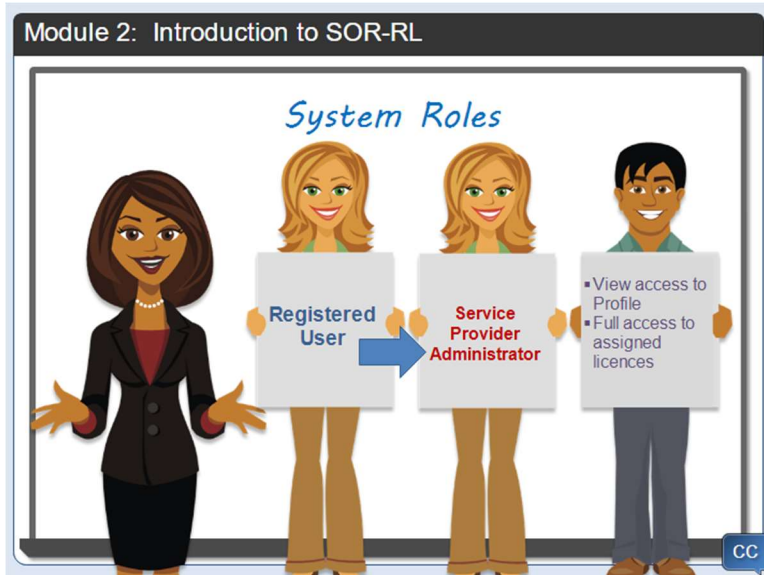 Module 2: Introduction to SOR-RL
System Roles
Registered
User
Service
Provider
Administrator
▪View access to
Profile
▪Full access to
assigned
licences
CC